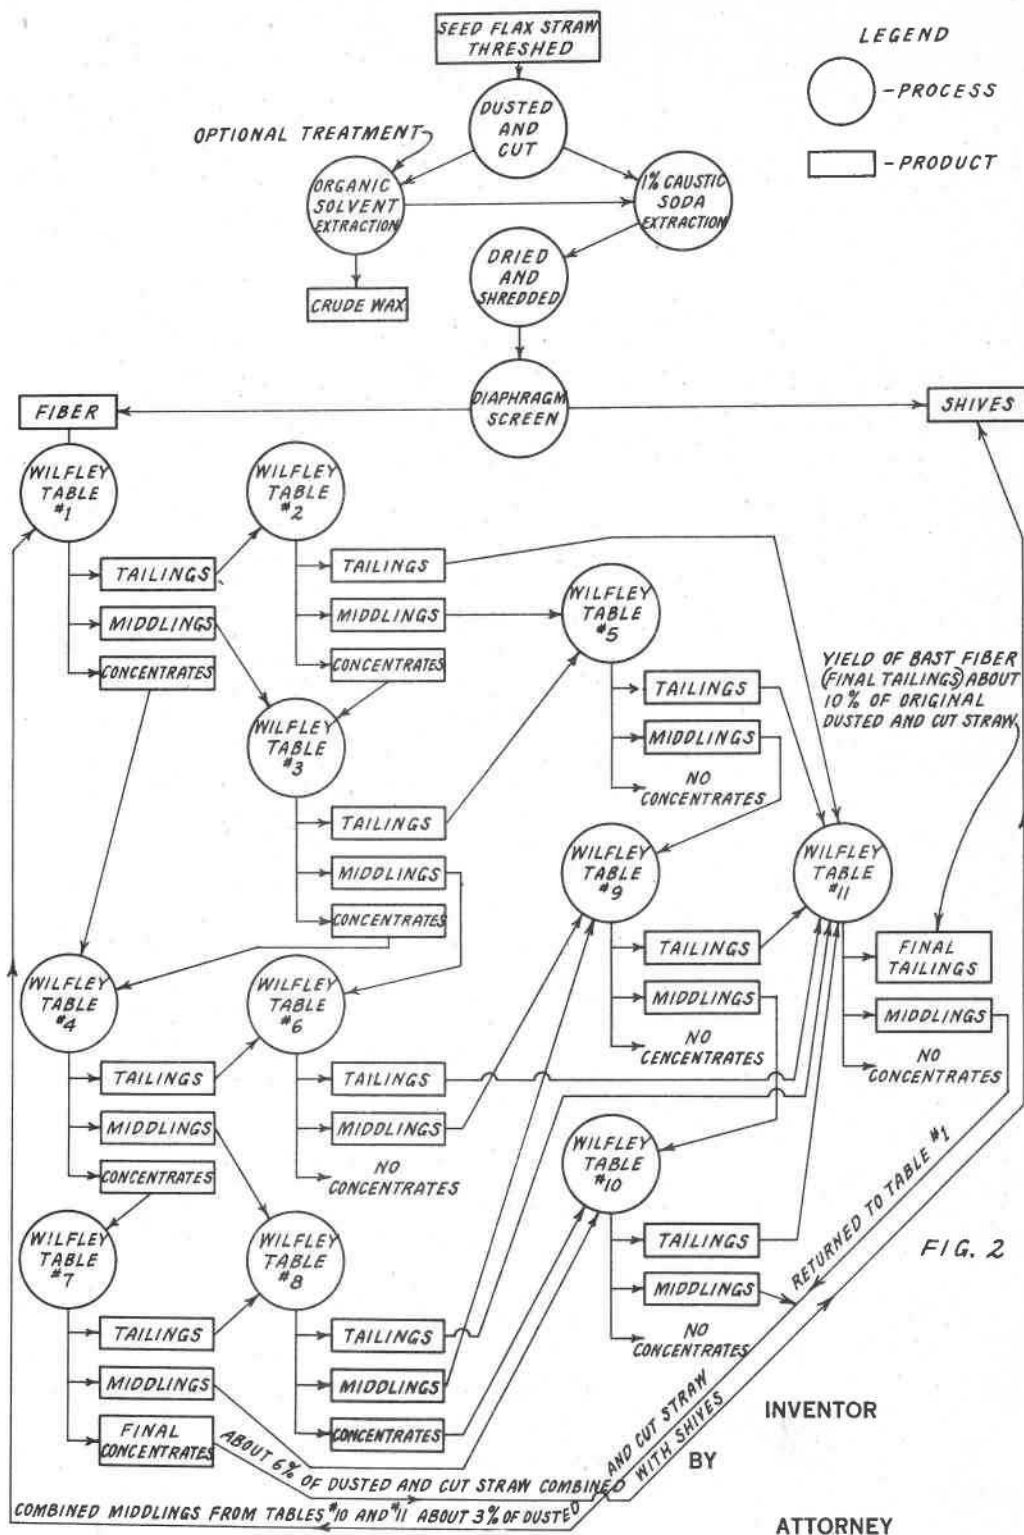 SEED FLAX STRAW
THRESHED
LEGEND
-PROCESS
-PRODUCT
DUSTED
AND
CUT
OPTIONAL TREATMENT
ORGANIC
SOLVENT
EXTRACTION
1% CAUSTIC
SODA
EXTRACTION
DRIED
AND
SHREDDED
CRUDE WAX
DIAPHRAGM
SCREEN
FIBER
SHIVES
WILFLEY
TABLE
#1
TAILINGS
MIDDLINGS
CONCENTRATES
WILFLEY
TABLE
#2
TAILINGS
MIDDLINGS
CONCENTRATES
WILFLEY
TABLE
#3
TAILINGS
MIDDLINGS
CONCENTRATES
WILFLEY
TABLE
#5
TAILINGS
MIDDLINGS
NO
CONCENTRATES
YIELD OF BAST FIBER
(FINAL TAILINGS) ABOUT
10% OF ORIGINAL
DUSTED AND CUT STRAW
WILFLEY
TABLE
#9
TAILINGS
MIDDLINGS
NO
CENCENTRATES
WILFLEY
TABLE
#11
FINAL
TAILINGS
MIDDLINGS
NO
CONCENTRATES
WILFLEY
TABLE
#4
TAILINGS
MIDDLINGS
CONCENTRATES
WILFLEY
TABLE
#6
TAILINGS
MIDDLINGS
NO
CONCENTRATES
WILFLEY
TABLE
#10
TAILINGS
MIDDLINGS
NO
CONCENTRATES
WILFLEY
TABLE
#7
TAILINGS
MIDDLINGS
FINAL
CONCENTRATES
WILFLEY
TABLE
#8
TAILINGS
MIDDLINGS
CONCENTRATES
RETURNED TO TABLE #1
FIG. 2
ABOUT 6% OF DUSTED AND CUT STRAW COMBINED
WITH SHIVES
COMBINED MIDDLINGS FROM TABLES #10 AND #11 ABOUT 3% OF DUSTED
AND CUT STRAW
INVENTOR
BY
ATTORNEY